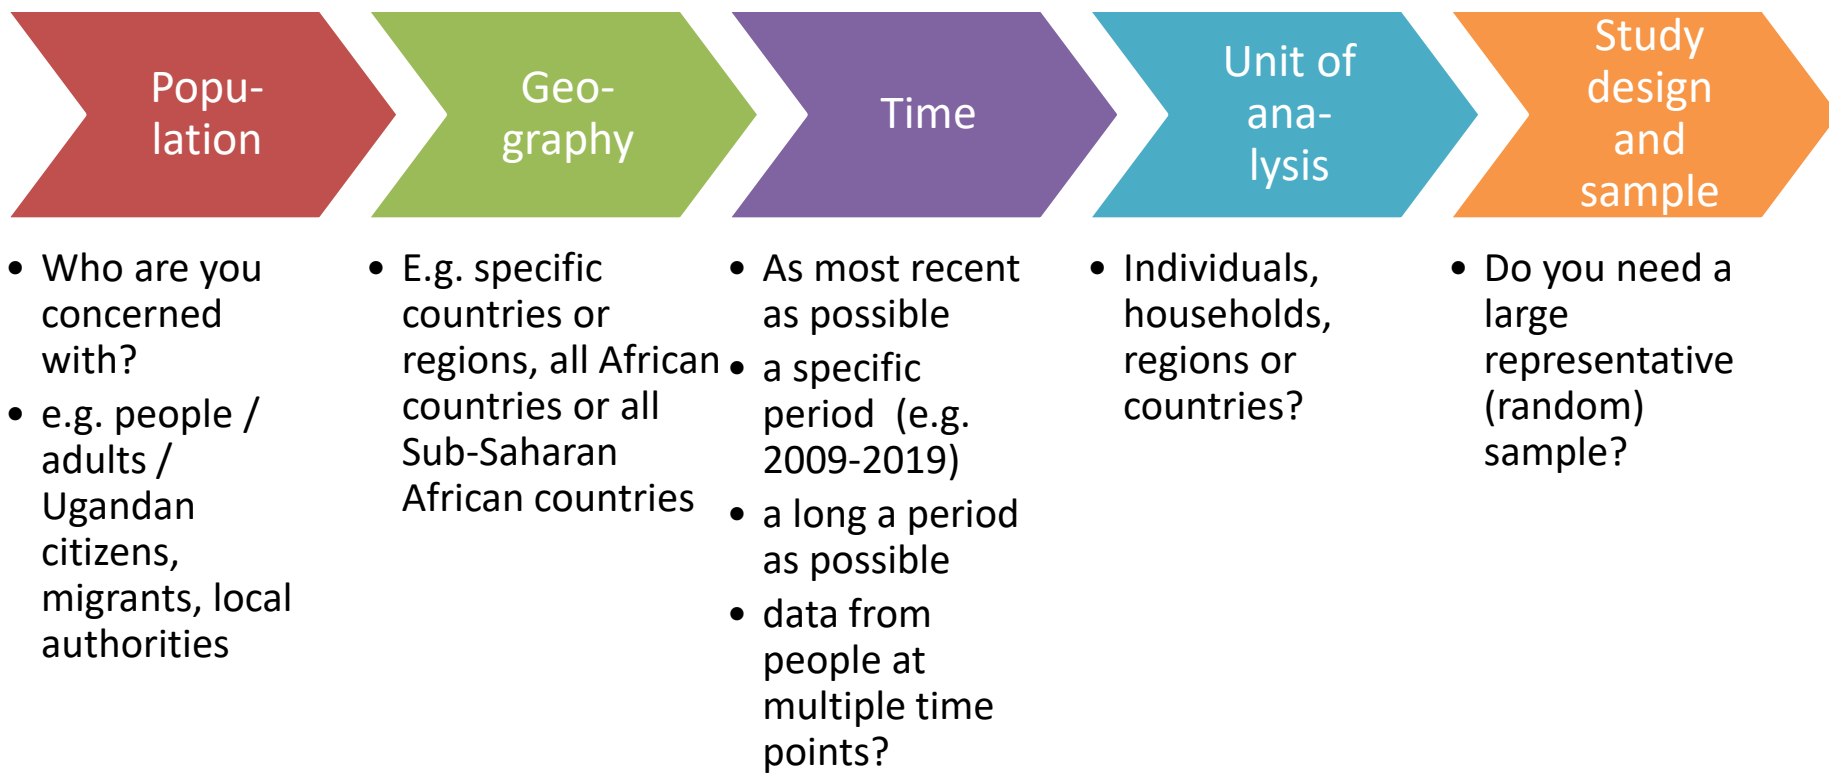 Popu-
lation
Geo-
graphy
Time
Unit of
ana-
lysis
Study
design
and
sample
• Who are you
concerned
with?
• e.g. people /
adults /
Ugandan
citizens,
migrants, local
authorities
• E.g. specific
countries or
regions, all African
countries or all
Sub-Saharan
African countries
• As most recent
as possible
• a specific
period (e.g.
2009-2019)
• a long a period
as possible
• data from
people at
multiple time
points?
• Individuals,
households,
regions or
countries?
• Do you need a
large
representative
(random)
sample?